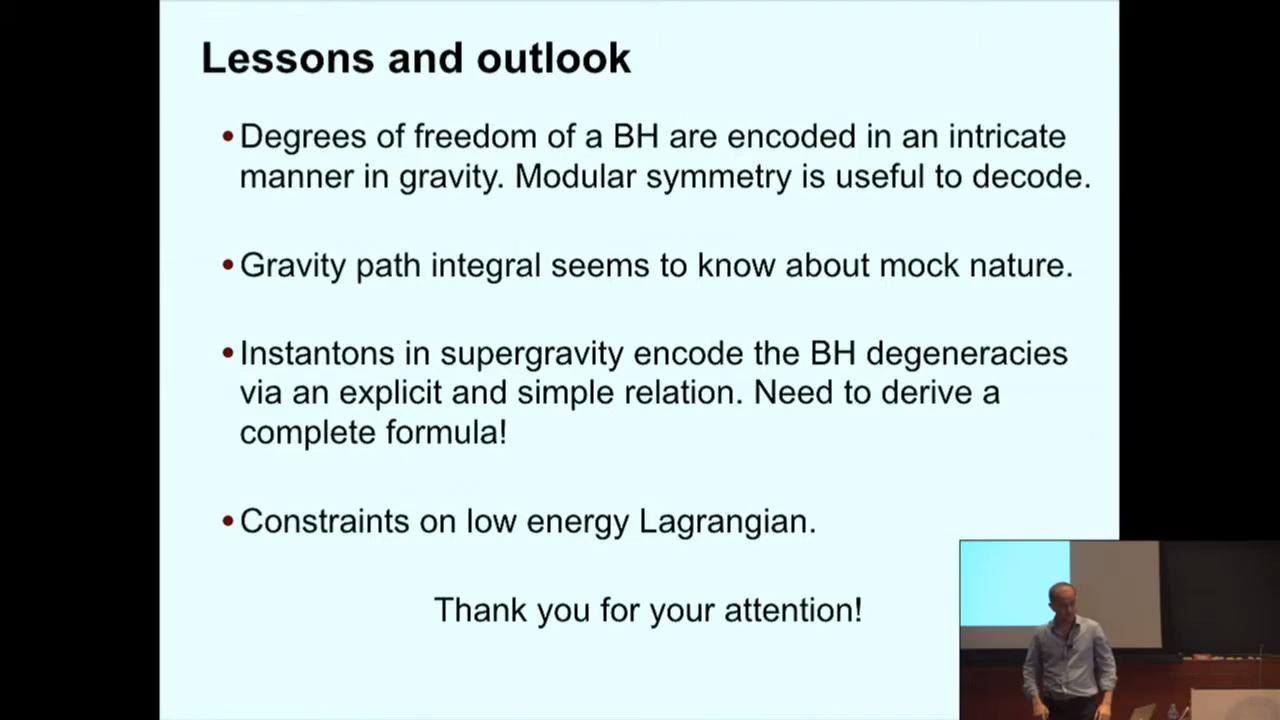 Lessons and outlook
•Degrees of freedom of a BH are encoded in an intricate
manner in gravity. Modular symmetry is useful to decode.
•Gravity path integral seems to know about mock nature.
•Instantons in supergravity encode the BH degeneracies
via an explicit and simple relation. Need to derive a
complete formula!
•Constraints on low energy Lagrangian.
Thank you for your attention!